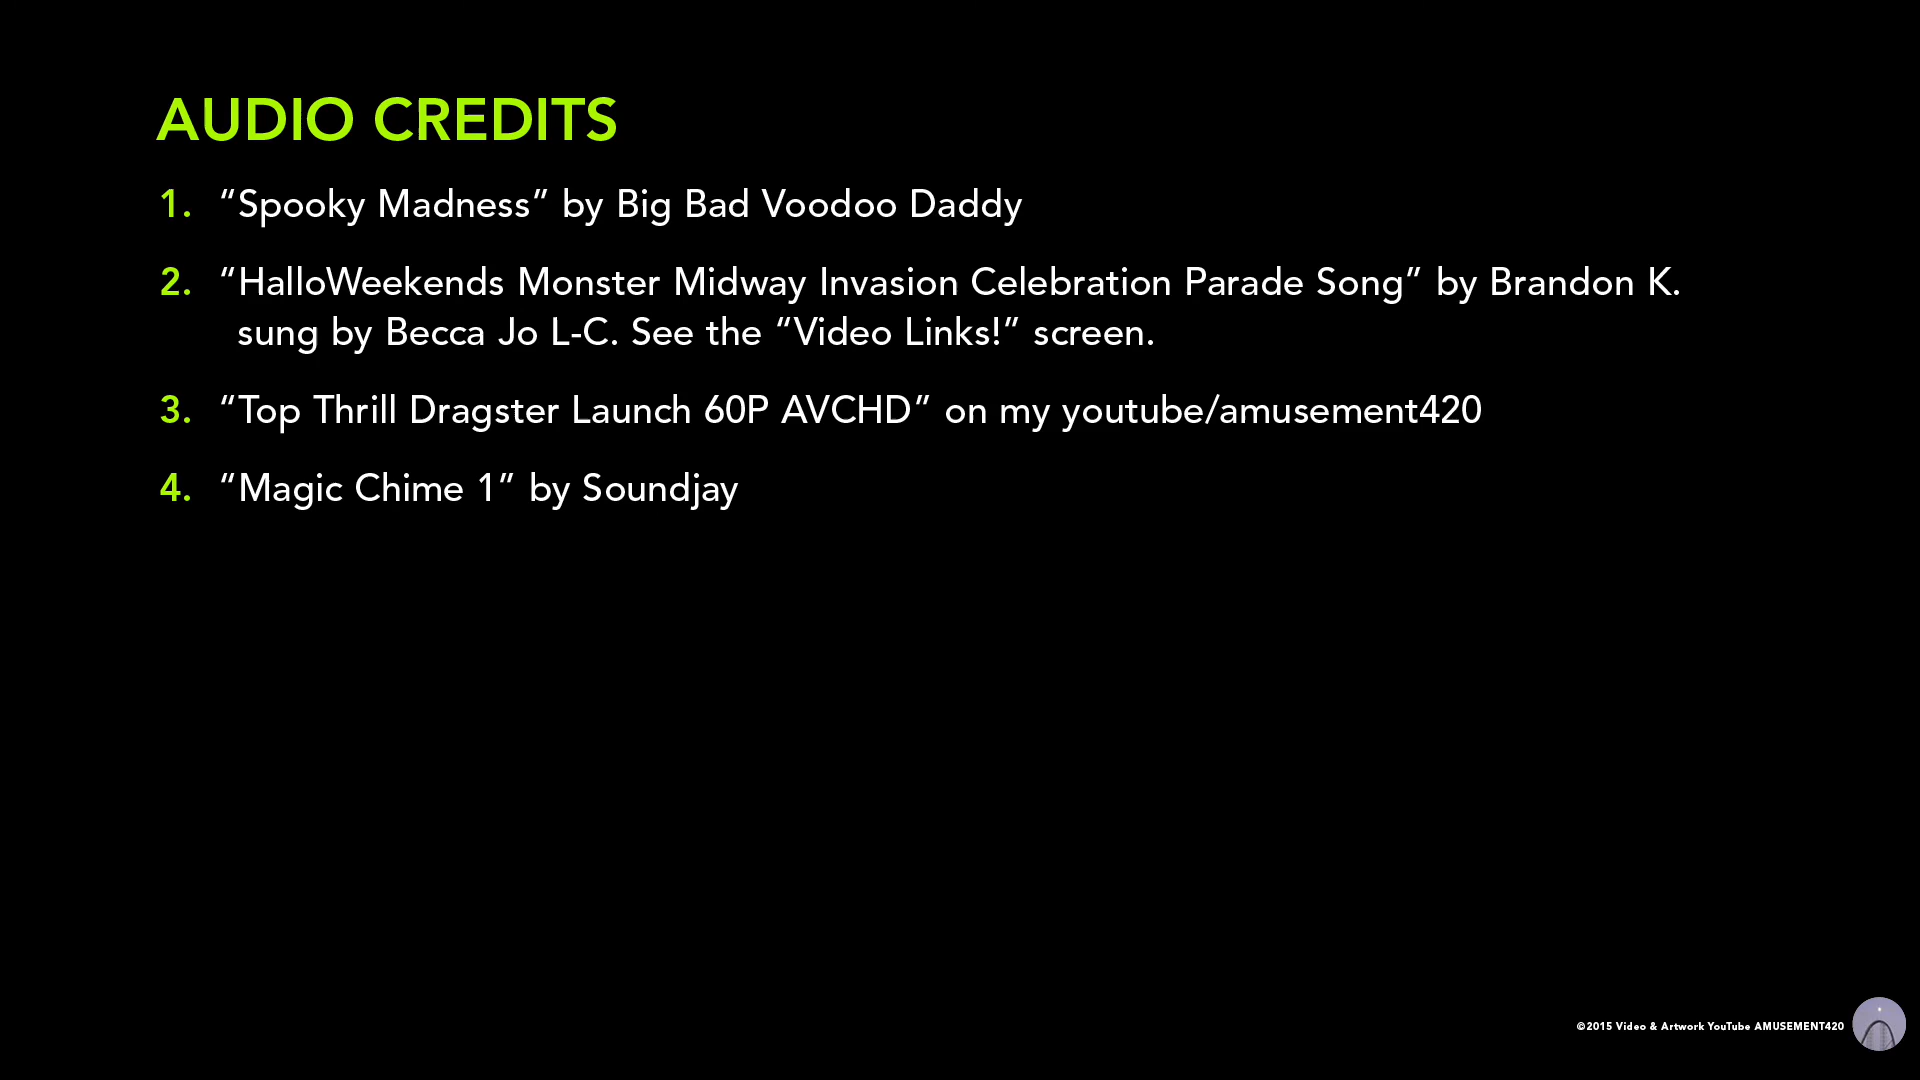 AUDIO CREDITS
1. “Spooky Madness” by Big Bad Voodoo Daddy
2. “HalloWeekends Monster Midway Invasion Celebration Parade Song” by Brandon K.
sung by Becca Jo L-C. See the “Video Links!” screen.
3. “Top Thrill Dragster Launch 60P AVCHD” on my youtube/amusement420
4. “Magic Chime 1” by Soundjay
©2015 Video & Artwork YouTube AMUSEMENT420